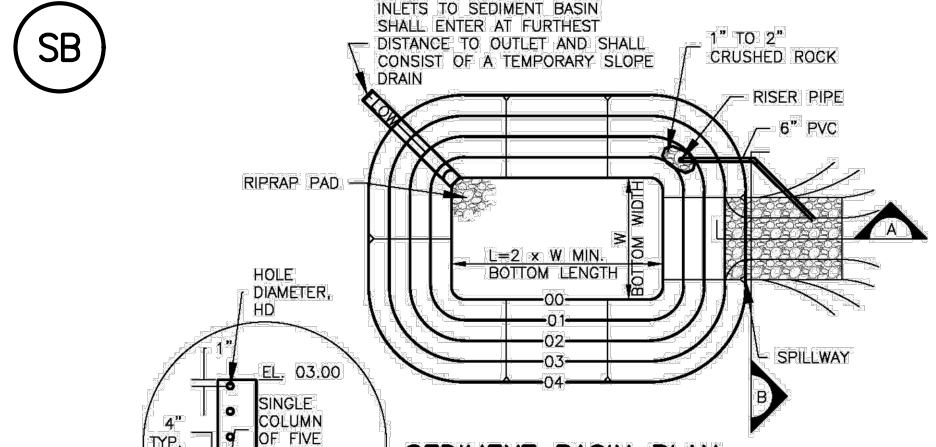 SB
INLETS TO SEDIMENT BASIN
SHALL ENTER AT FURTHEST
DISTANCE TO OUTLET AND SHALL
CONSIST OF A TEMPORARY SLOPE
DRAIN
1" TO 2"
CRUSHED ROCK
RISER PIPE
6" PVC
FLOW
RIPRAP PAD
W
BOTTOM WIDTH
L=2 x W MIN.
BOTTOM LENGTH
A
00
01
02
03
04
SPILLWAY
B
HOLE
DIAMETER,
HD
1"
EL. 03.00
4"
TYP.
SINGLE
COLUMN
OF FIVE
SEDIMENT BASIN PLAN